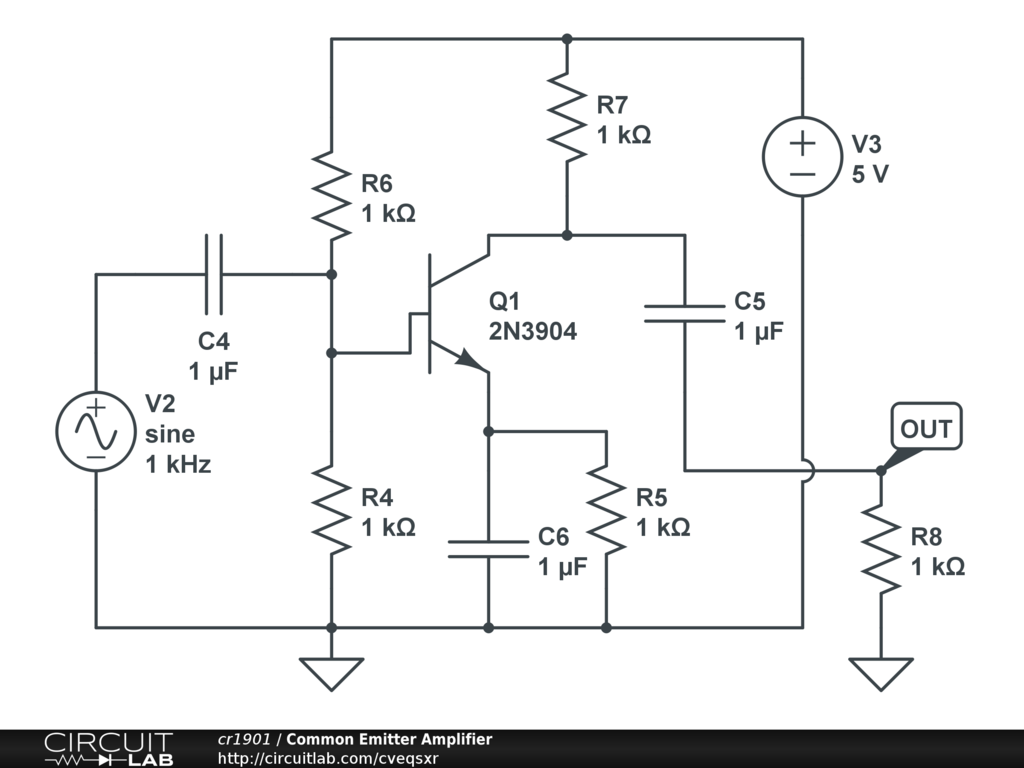 R7
1 kΩ
V3
5 V
R6
1 kΩ
Q1
2N3904
C5
1 µF
C4
1 µF
V2
sine
1 kHz
OUT
R4
1 kΩ
R5
1 kΩ
C6
1 µF
R8
1 kΩ
CIRCUIT
LAB
cr1901 / Common Emitter Amplifier
http://circuitlab.com/cveqsxr